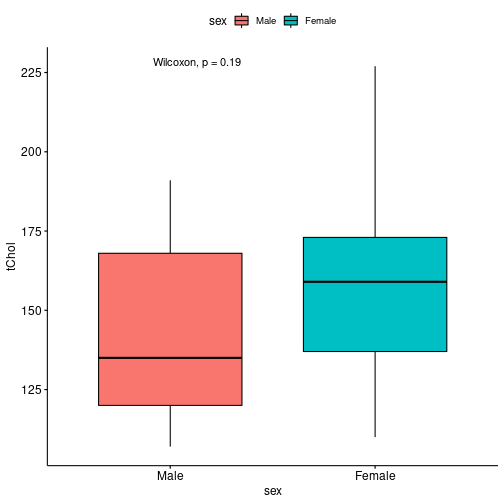 sex Male Female
Wilcoxon, p = 0.19
225
200
175
150
125
tChol
Male Female
sex